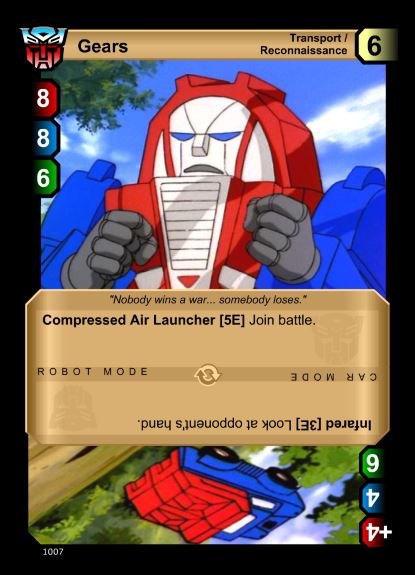 Gears
Transport /
Reconnaissance
6
8
8
6
"Nobody wins a war... somebody loses."
Compressed Air Launcher [5E] Join battle.
ROBOT MODE
CAR MODE
Infared [3E] Look at opponent's hand.
+4
4
6
1007